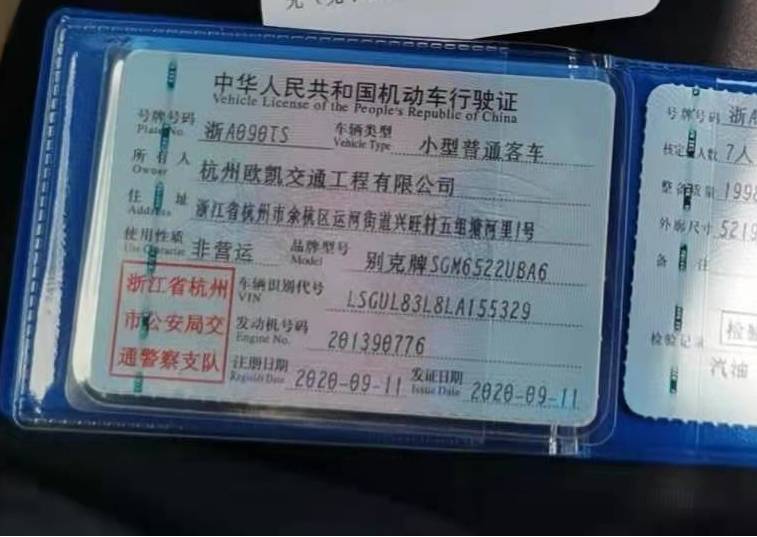 中华人民共和国机动车行驶证
Vehicle License of the People's Republic of China
号牌号码 浙A090TS 车辆类型 小型普通客车
Plate No. Vehicle Type
所有人 杭州欧凯交通工程有限公司
Owner
住址 浙江省杭州市余杭区运河街道兴旺村五组塘河里1号
Address
使用性质 非营运 品牌型号 别克牌SGM6522UBA6
Use Character Model
浙江省杭州
市公安局交
通警察支队
车辆识别代号 LSGUL83L8LA155329
VIN
发动机号码 201390776
Engine No.
注册日期 2020-09-11 发证日期 2020-09-11
Register Date Issue Date
号牌号码 浙A
核定人数 7人
整备质量 1998
外廓尺寸 5219
备注
检验记录
检验
汽油